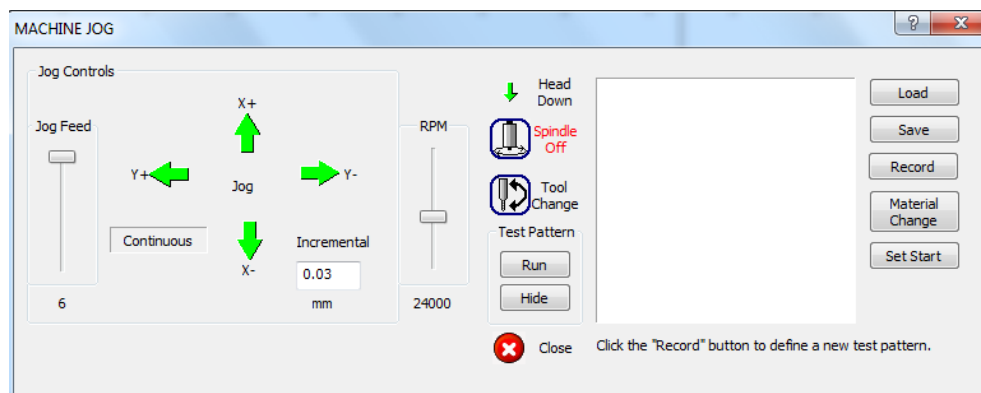 MACHINE JOG
?
X
Jog Controls
X+
Jog Feed
Y+
Jog
Y-
Continuous
Incremental
X-
0.03
6
mm
RPM
24000
Head
Down
Spindle
Off
Tool
Change
Test Pattern
Run
Hide
Close
Load
Save
Record
Material
Change
Set Start
Click the "Record" button to define a new test pattern.